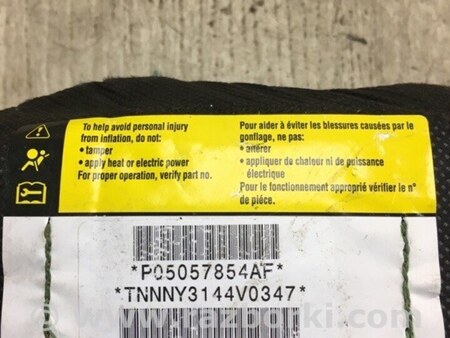 To help avoid personal injury
from inflation, do not:
• tamper
• apply heat or electric power
For proper operation, verify part no.
Pour aider à éviter les blessures causées par le
gonflage, ne pas:
• altérer
• appliquer de chaleur ni de puissance
électrique
Pour le fonctionnement approprié vérifier le n°
de pièce.
*P05057854AF*
*TNNNY3144V0347*